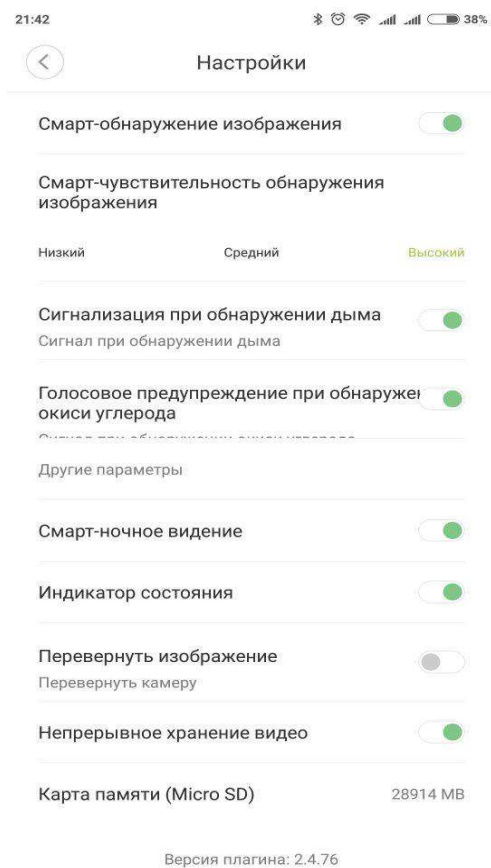 21:42 38%
Настройки
Смарт-обнаружение изображения
Смарт-чувствительность обнаружения
изображения
Низкий Средний Высокий
Сигнализация при обнаружении дыма
Сигнал при обнаружении дыма
Голосовое предупреждение при
окиси углерода
Другие параметры
Смарт-ночное видение
Индикатор состояния
Перевернуть изображение
Перевернуть камеру
Непрерывное хранение видео
Карта памяти (Micro SD) 28914 MB
Версия плагина: 2.4.76